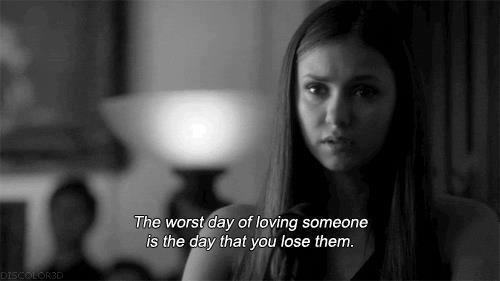 The worst day of loving someone
is the day that you lose them.
DISCOLOR3D